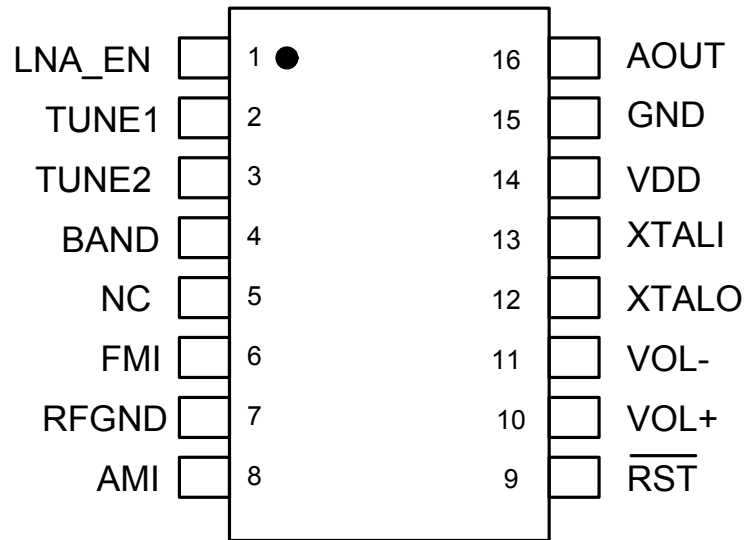 LNA_EN 1 16 AOUT
TUNE1 2 15 GND
TUNE2 3 14 VDD
BAND 4 13 XTALI
NC 5 12 XTALO
FMI 6 11 VOL-
RFGND 7 10 VOL+
AMI 8 9 R̅S̅T̅